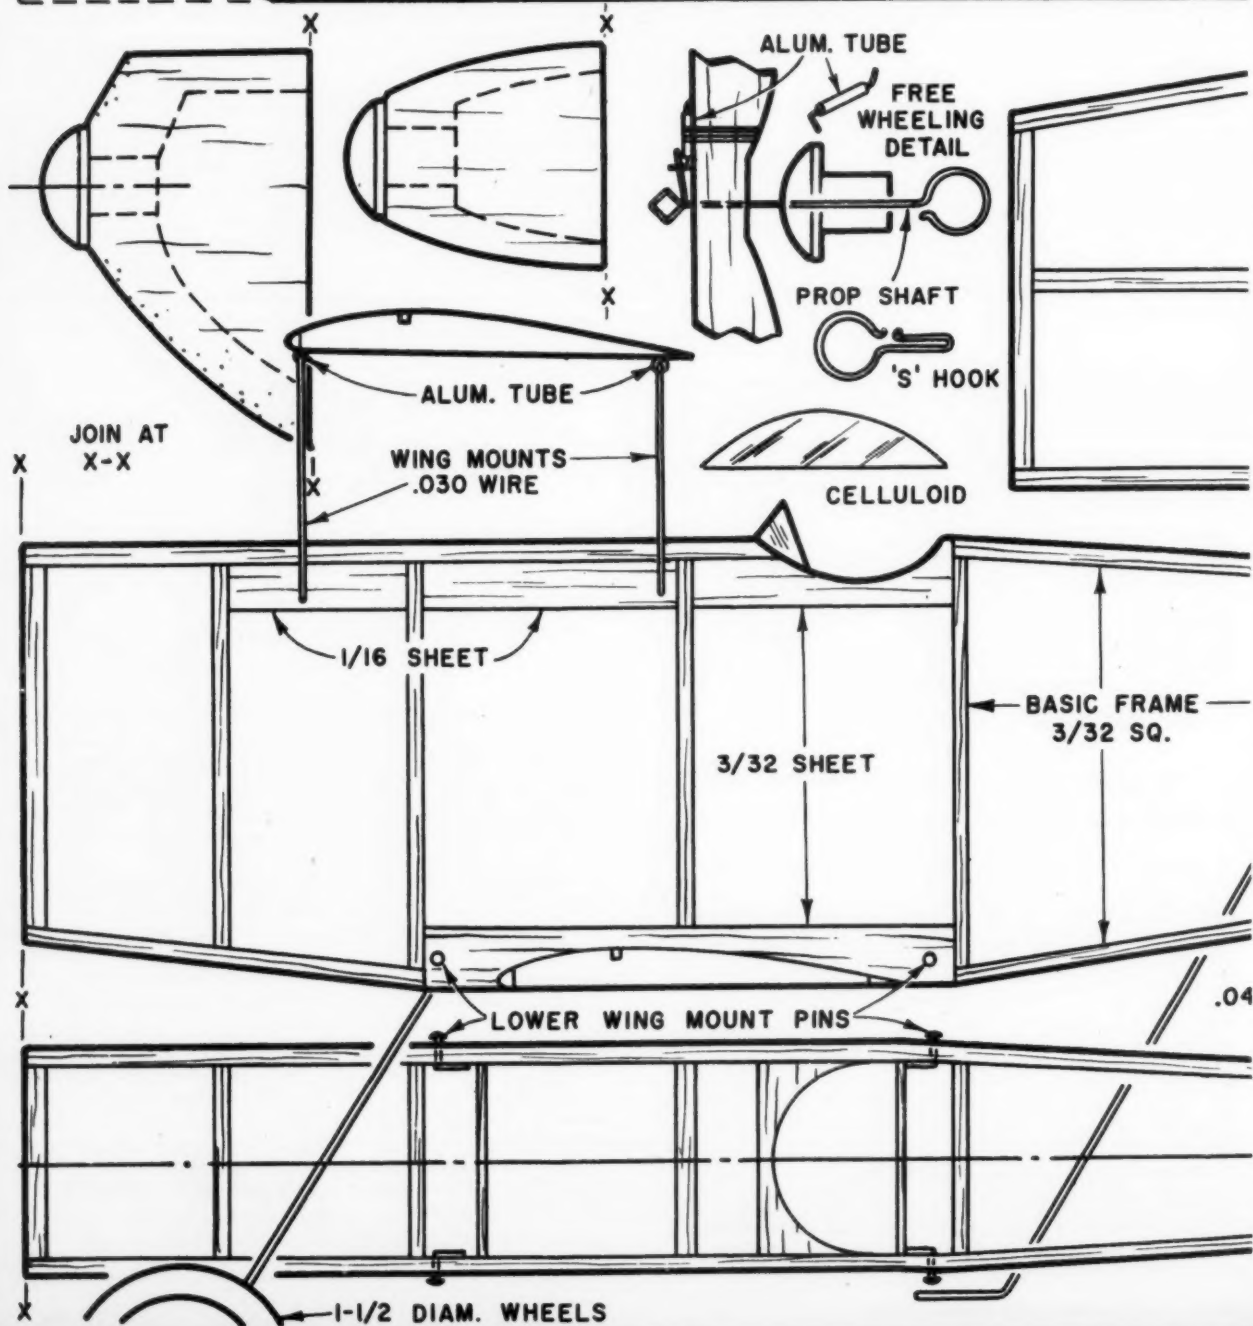 X
X
ALUM. TUBE
FREE
WHEELING
DETAIL
X
PROP SHAFT
'S' HOOK
ALUM. TUBE
JOIN AT
X-X
X
WING MOUNTS
.030 WIRE
X
CELLULOID
1/16 SHEET
BASIC FRAME
3/32 SQ.
3/32 SHEET
X
.04
LOWER WING MOUNT PINS
X
1-1/2 DIAM. WHEELS